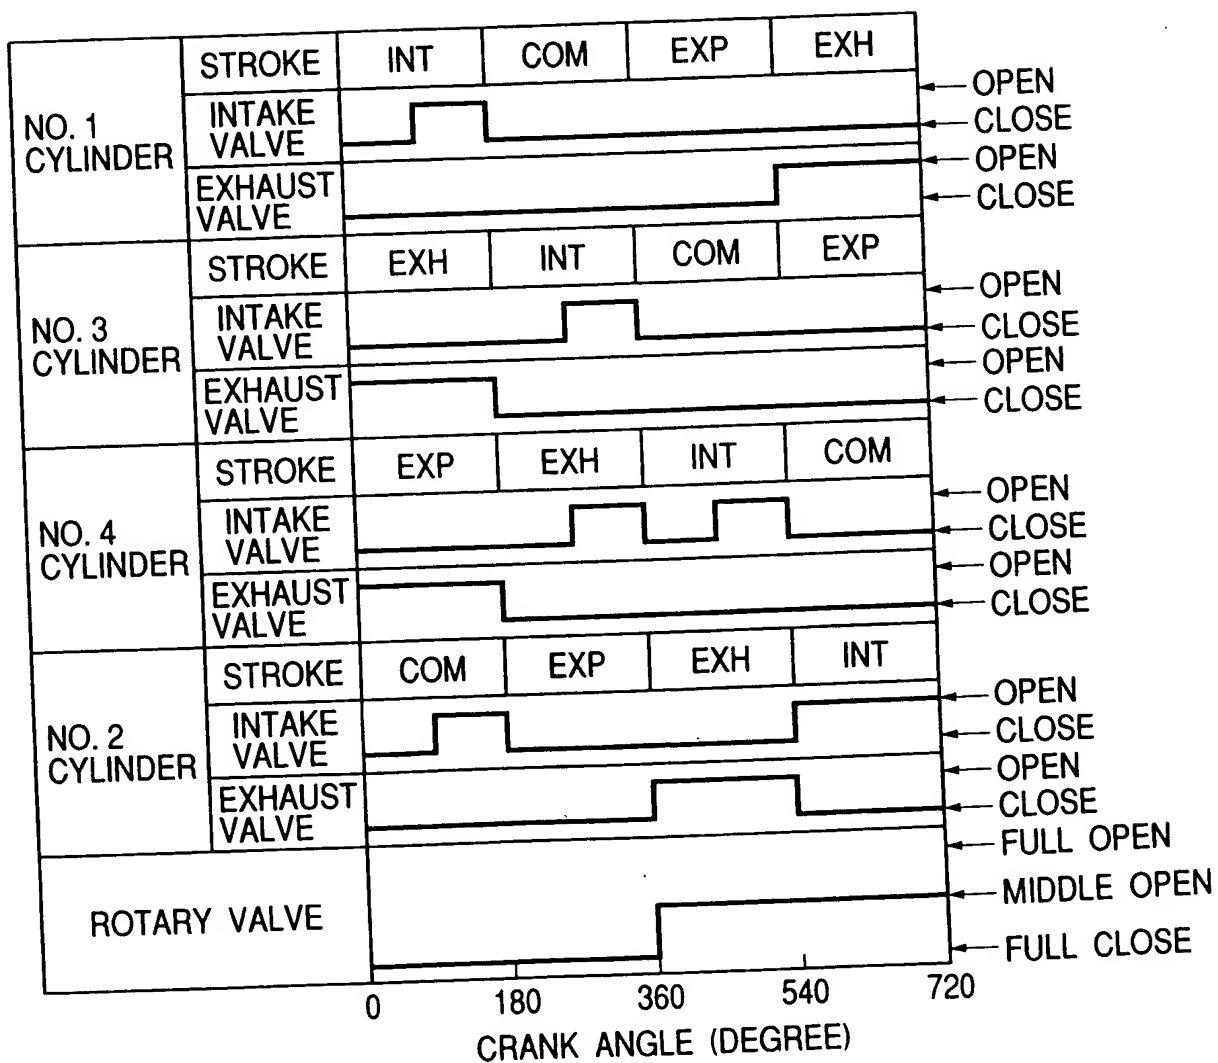 NO. 1
CYLINDER
STROKE INT COM EXP EXH
INTAKE
VALVE
OPEN
CLOSE
EXHAUST
VALVE
OPEN
CLOSE
NO. 3
CYLINDER
STROKE EXH INT COM EXP
INTAKE
VALVE
OPEN
CLOSE
EXHAUST
VALVE
OPEN
CLOSE
NO. 4
CYLINDER
STROKE EXP EXH INT COM
INTAKE
VALVE
OPEN
CLOSE
EXHAUST
VALVE
OPEN
CLOSE
NO. 2
CYLINDER
STROKE COM EXP EXH INT
INTAKE
VALVE
OPEN
CLOSE
EXHAUST
VALVE
OPEN
CLOSE
ROTARY VALVE
FULL OPEN
MIDDLE OPEN
FULL CLOSE
0 180 360 540 720
CRANK ANGLE (DEGREE)